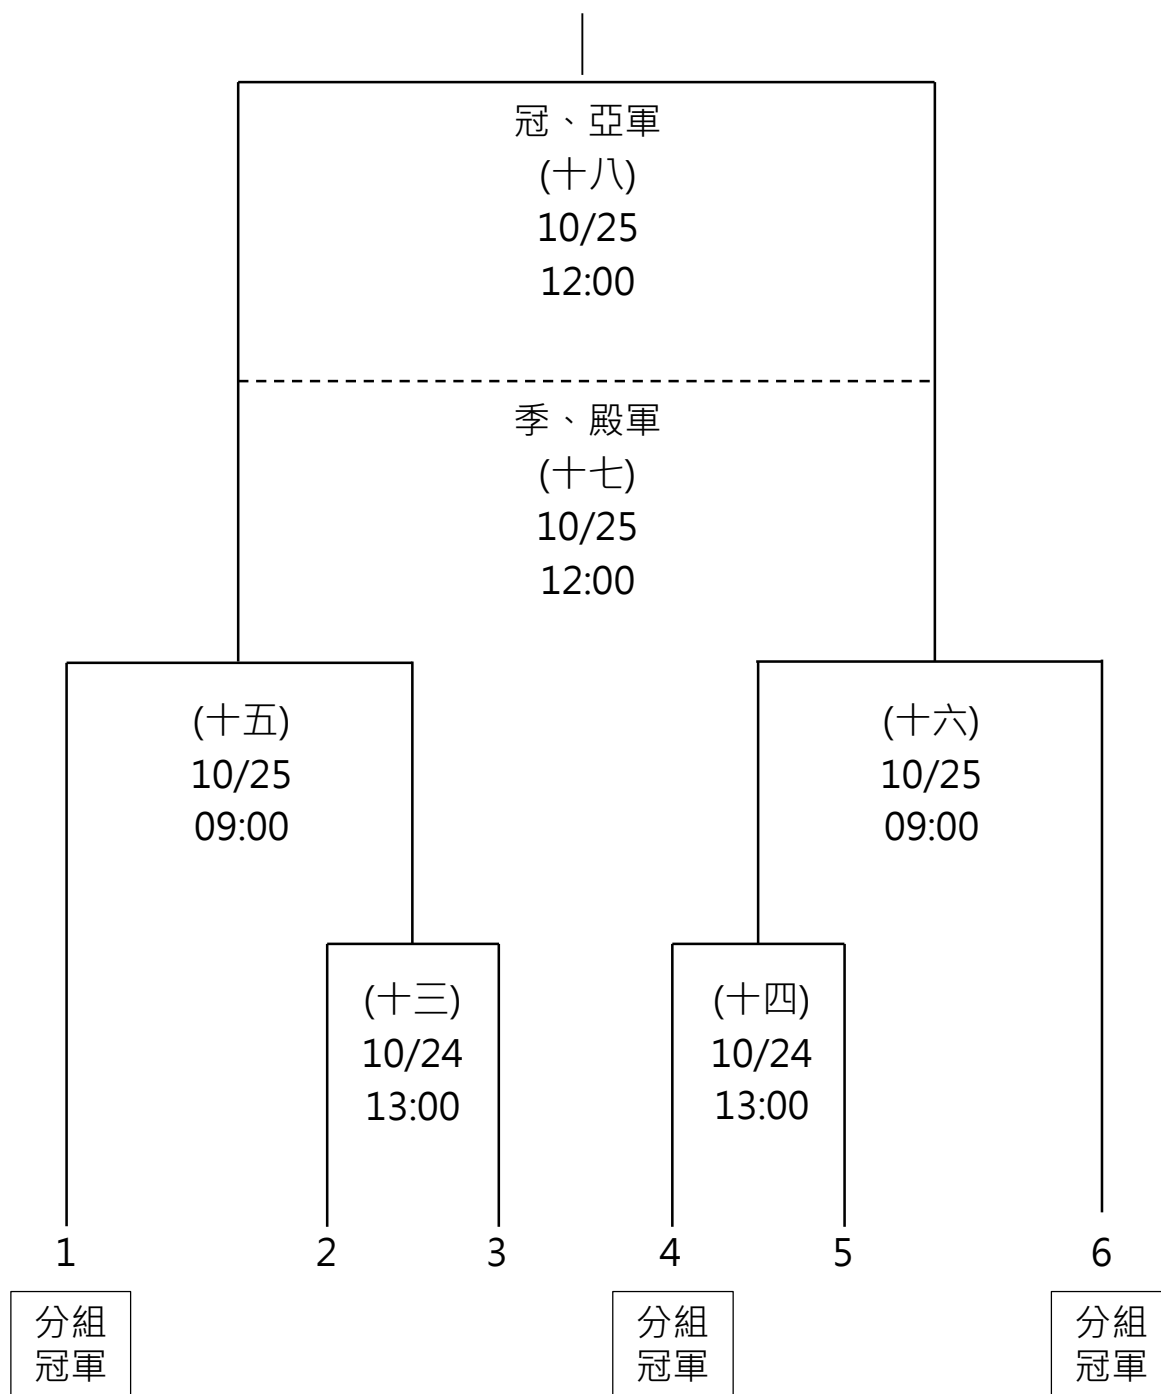 冠、亞軍
(十八)
10/25
12:00
季、殿軍
(十七)
10/25
12:00
(十五)
10/25
09:00
(十六)
10/25
09:00
(十三)
10/24
13:00
(十四)
10/24
13:00
1 2 3 4 5 6
分組
冠軍
分組
冠軍
分組
冠軍